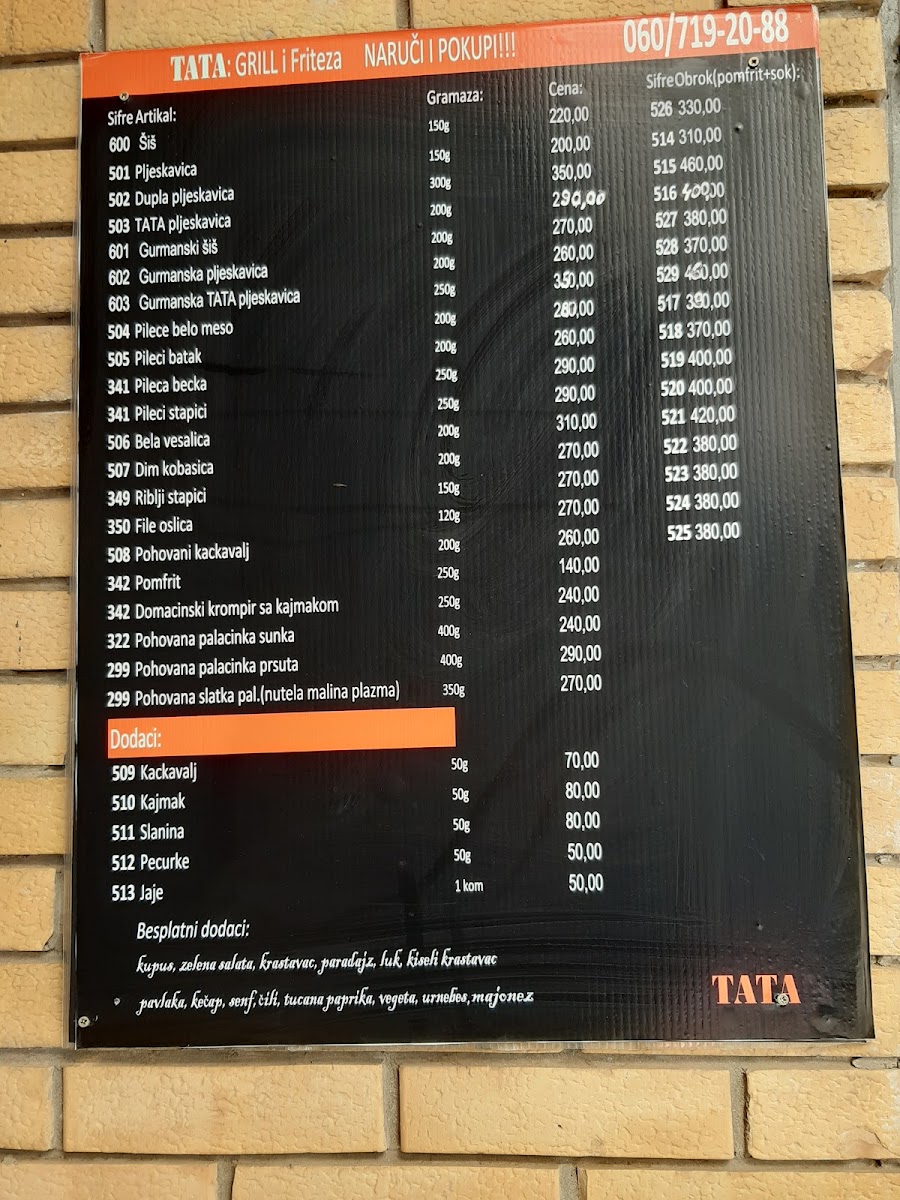 TATA: GRILL i Friteza NARUČI I POKUPI!!! 060/719-20-88
Sifre Artikal: Gramaza: Cena: Sifre Obrok(pomfrit+sok):
600 Šiš 150g 220,00 526 330,00
501 Pljeskavica 150g 200,00 514 310,00
502 Dupla pljeskavica 300g 350,00 515 460,00
503 TATA pljeskavica 200g 290,00 516 400,00
601 Gurmanski šiš 200g 270,00 527 380,00
602 Gurmanska pljeskavica 200g 260,00 528 370,00
603 Gurmanska TATA pljeskavica 250g 350,00 529 460,00
504 Pilece belo meso 200g 280,00 517 390,00
505 Pileci batak 200g 260,00 518 370,00
341 Pileca becka 250g 290,00 519 400,00
341 Pileci stapici 250g 290,00 520 400,00
506 Bela vesalica 200g 310,00 521 420,00
507 Dim kobasica 200g 270,00 522 380,00
349 Riblji stapici 150g 270,00 523 380,00
350 File oslica 120g 270,00 524 380,00
508 Pohovani kackavalj 200g 260,00 525 380,00
342 Pomfrit 250g 140,00
342 Domacinski krompir sa kajmakom 250g 240,00
322 Pohovana palacinka sunka 400g 240,00
299 Pohovana palacinka prsuta 400g 290,00
299 Pohovana slatka pal.(nutela malina plazma) 350g 270,00
Dodaci:
509 Kackavalj 50g 70,00
510 Kajmak 50g 80,00
511 Slanina 50g 80,00
512 Pecurke 50g 50,00
513 Jaje 1 kom 50,00
Besplatni dodaci:
kupus, zelena salata, krastavac, paradajz, luk, kiseli krastavac
pavlaka, kečap, senf, čili, tucana paprika, vegeta, urnebes, majonez
TATA